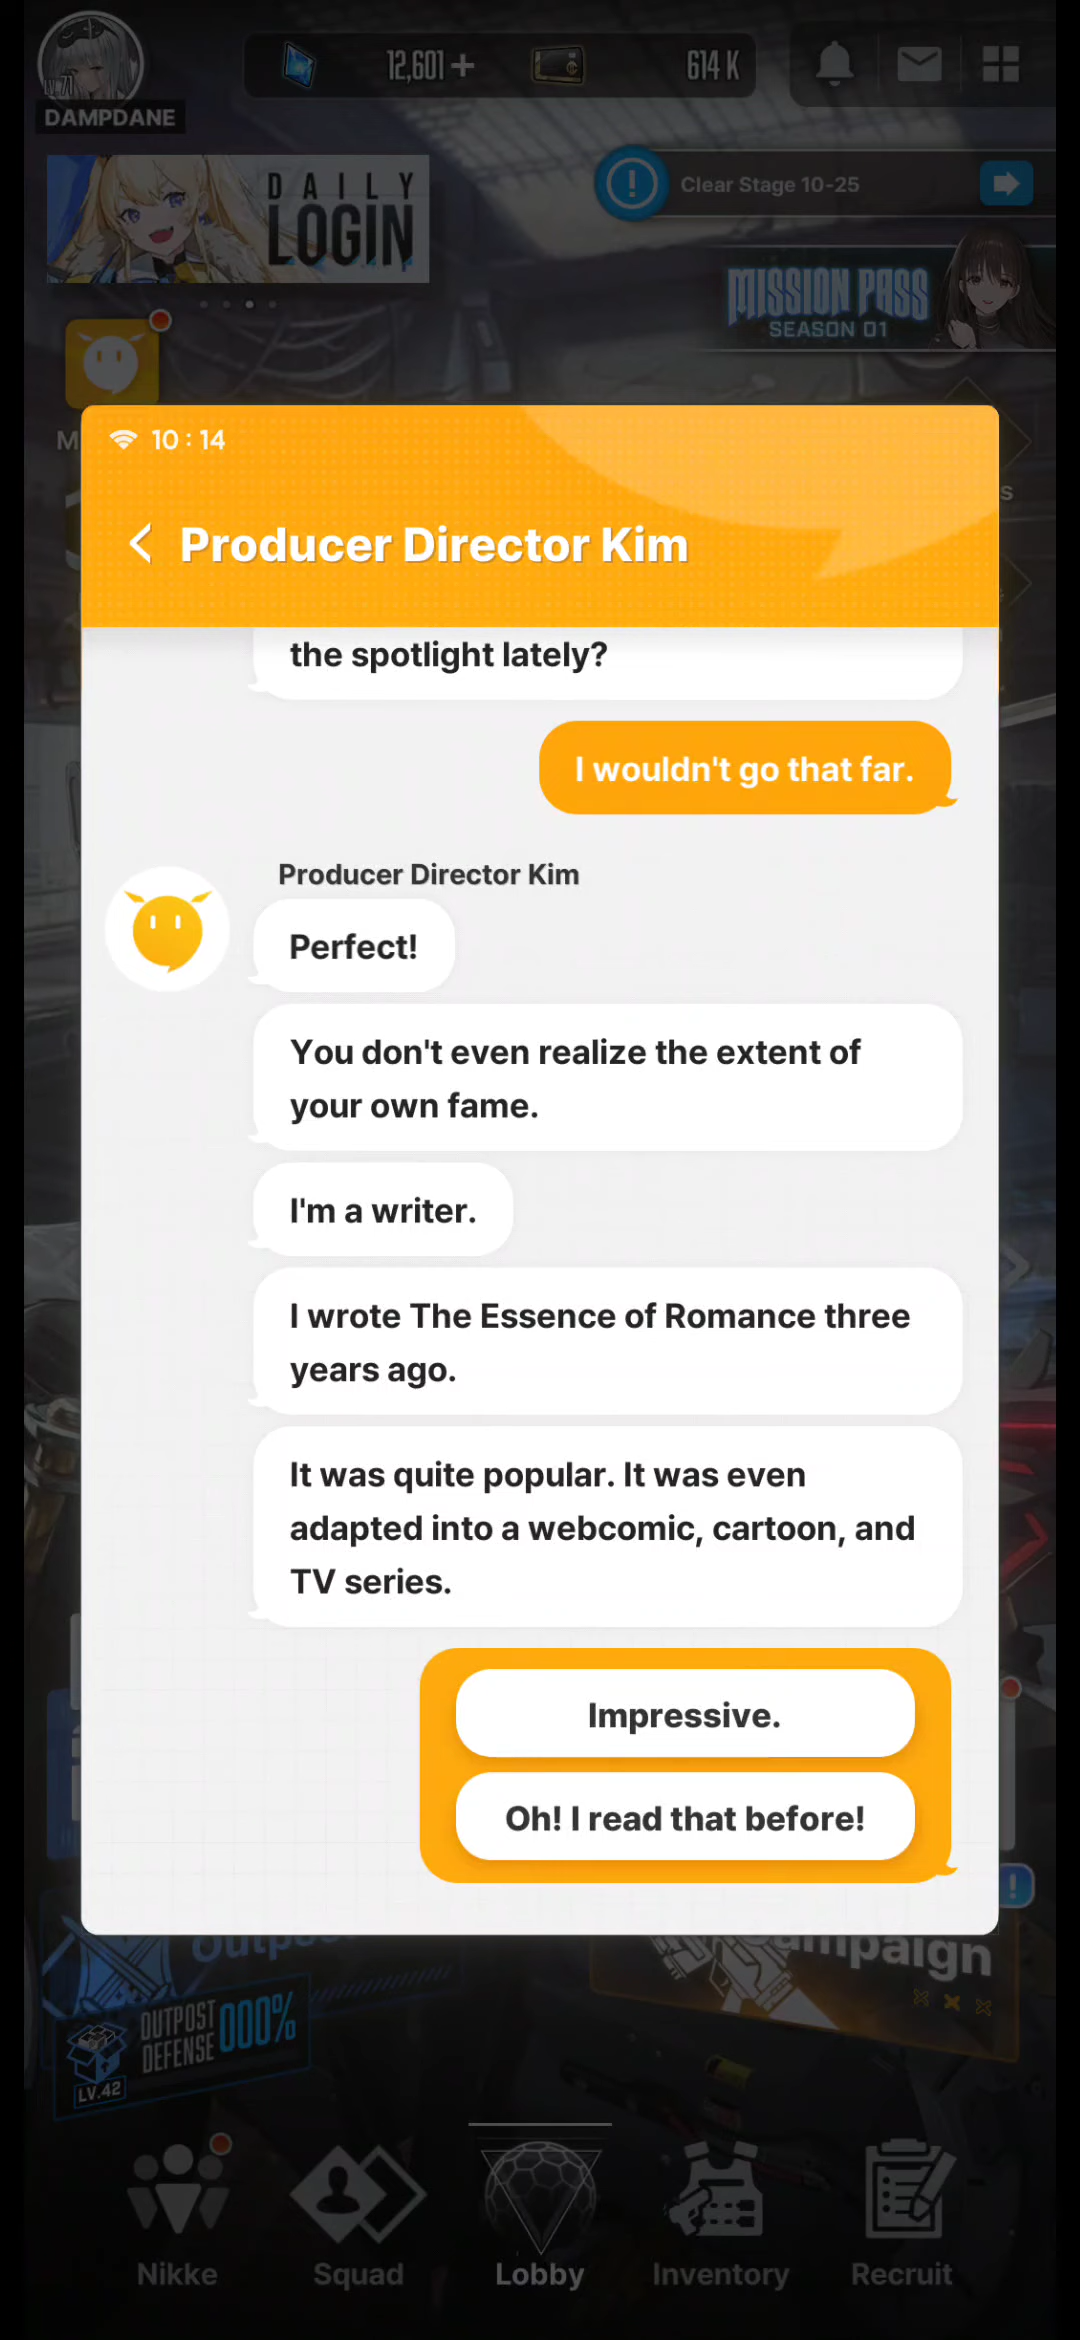 LV.71
12,601 +
614 K
DAMPDANE
DAILY
LOGIN
Clear Stage 10-25
MISSION PASS
SEASON 01
10 : 14
Producer Director Kim
the spotlight lately?
I wouldn't go that far.
Producer Director Kim
Perfect!
You don't even realize the extent of
your own fame.
I'm a writer.
I wrote The Essence of Romance three
years ago.
It was quite popular. It was even
adapted into a webcomic, cartoon, and
TV series.
Impressive.
Oh! I read that before!
OUTPOST
DEFENSE
000%
LV.42
Nikke
Squad
Lobby
Inventory
Recruit